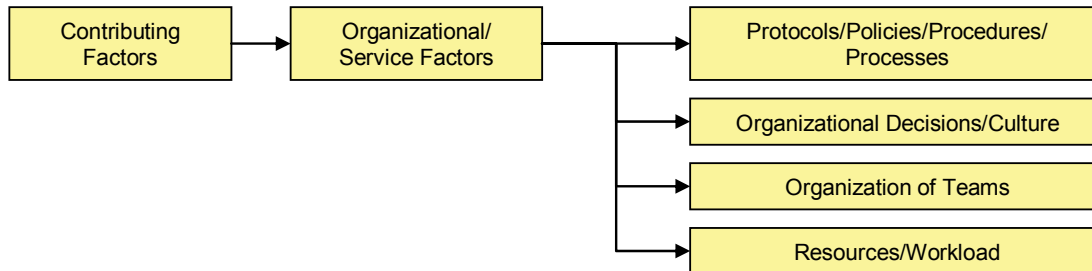 Contributing
Factors
Organizational/
Service Factors
Protocols/Policies/Procedures/
Processes
Organizational Decisions/Culture
Organization of Teams
Resources/Workload